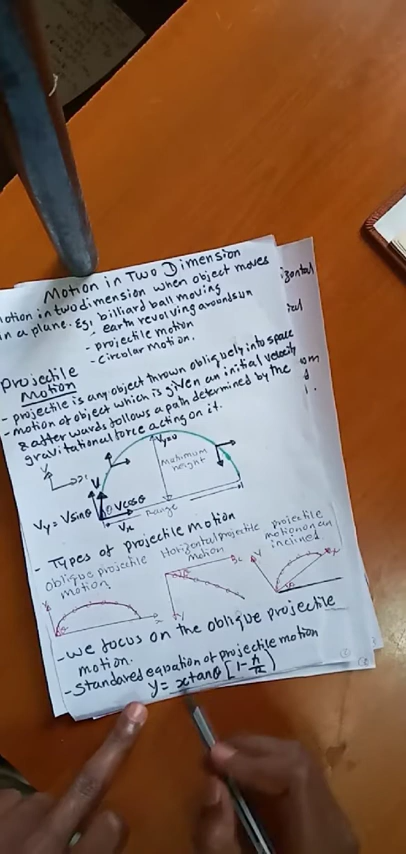 Motion in Two Dimension
Motion in two dimension when object moves
in a plane. Eg, billiard ball moving
- earth revolving around sun
- projectile motion
- circular motion.
Projectile
Motion
- projectile is any object thrown obliquely into space
- motion of object which is given an initial velocity
& afterwards follows a path determined by the
gravitational force acting on it.
Vy=0
Maximum
height
Vy = Vsinθ
θ Vcosθ
Vx
Range
- Types of projectile motion
oblique projectile
motion
Horizontal projectile
motion
projectile
motion on an
inclined
- we focus on the oblique projectile
motion.
- Standared equation of projectile motion
y = x tanθ [1 - x/R]